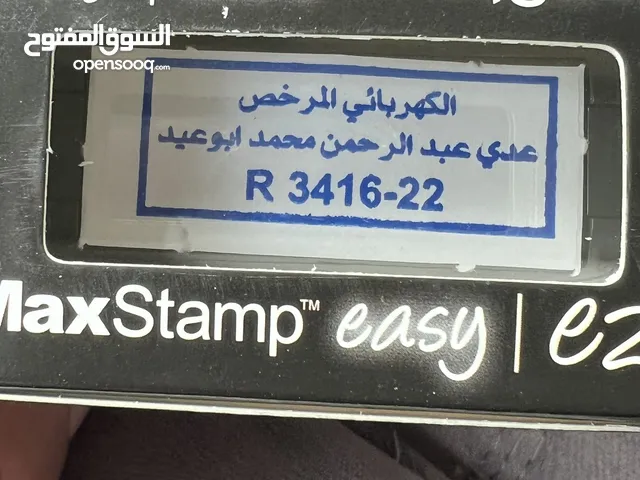 السوق المفتوح
opensooq.com
الكهربائي المرخص
عدي عبد الرحمن محمد ابوعيد
R 3416-22
MaxStamp™ easy | ez